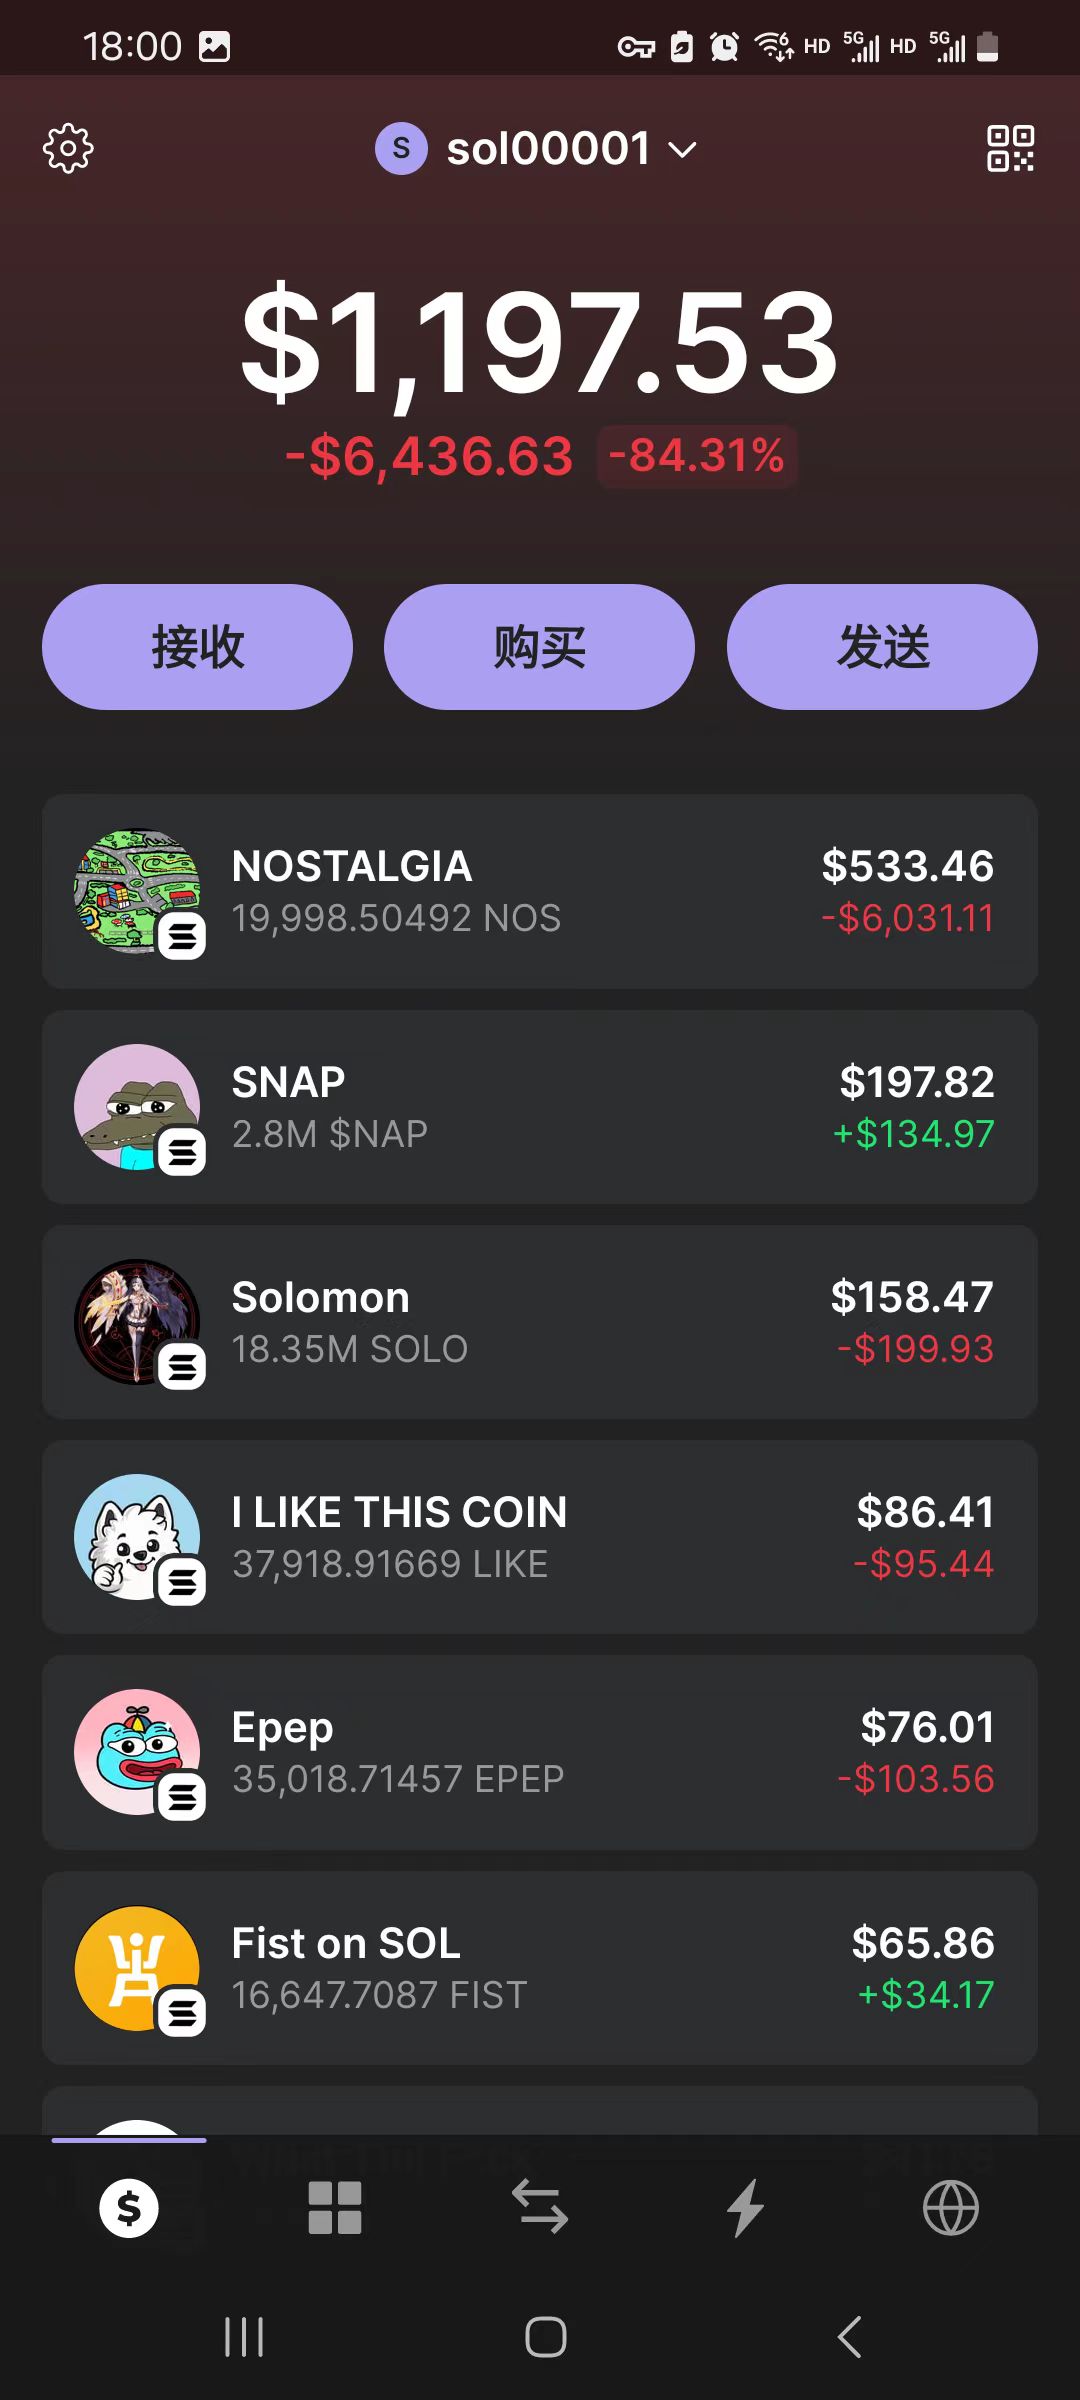 18:00
HD 5G HD 5G
S sol00001
$1,197.53
-$6,436.63 -84.31%
接收 购买 发送
NOSTALGIA $533.46
19,998.50492 NOS -$6,031.11
SNAP $197.82
2.8M $NAP +$134.97
Solomon $158.47
18.35M SOLO -$199.93
I LIKE THIS COIN $86.41
37,918.91669 LIKE -$95.44
Epep $76.01
35,018.71457 EPEP -$103.56
Fist on SOL $65.86
16,647.7087 FIST +$34.17